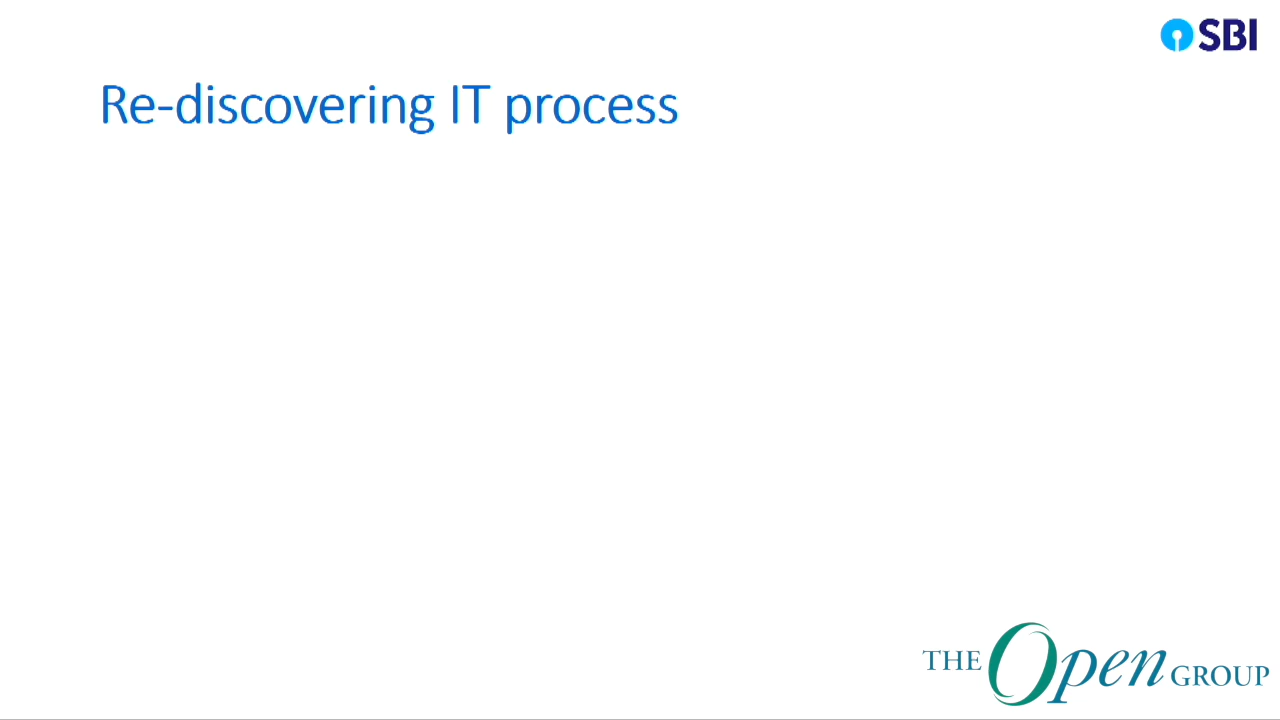 SBI
Re-discovering IT process
THE Open GROUP